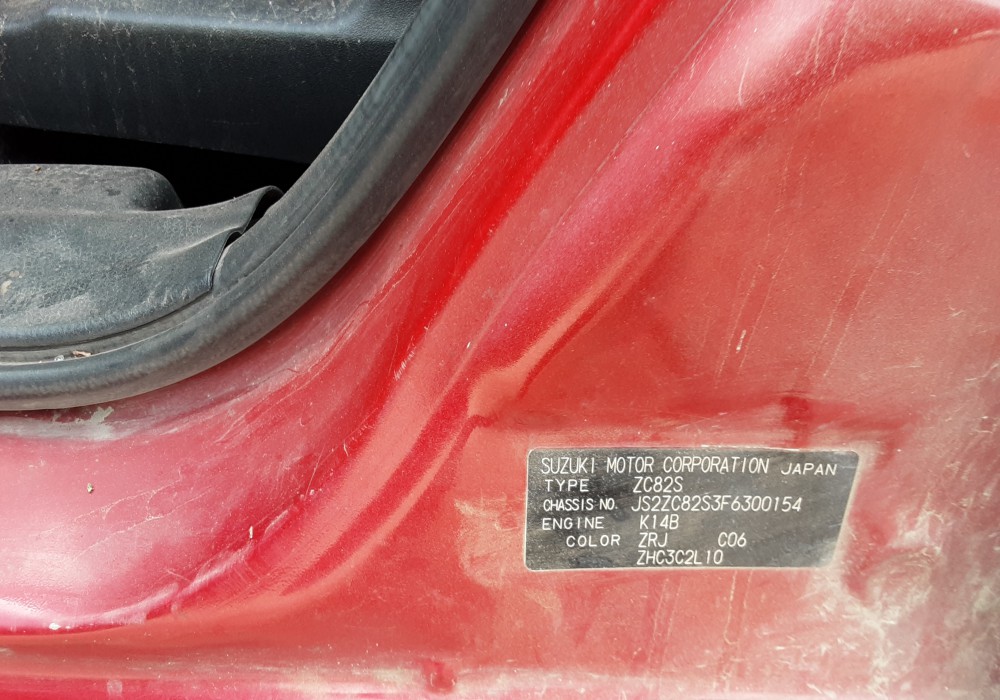 SUZUKI MOTOR CORPORATION JAPAN
TYPE ZC82S
CHASSIS NO. JS2ZC82S3F6300154
ENGINE K14B
COLOR ZRJ C06
ZHC3C2L10